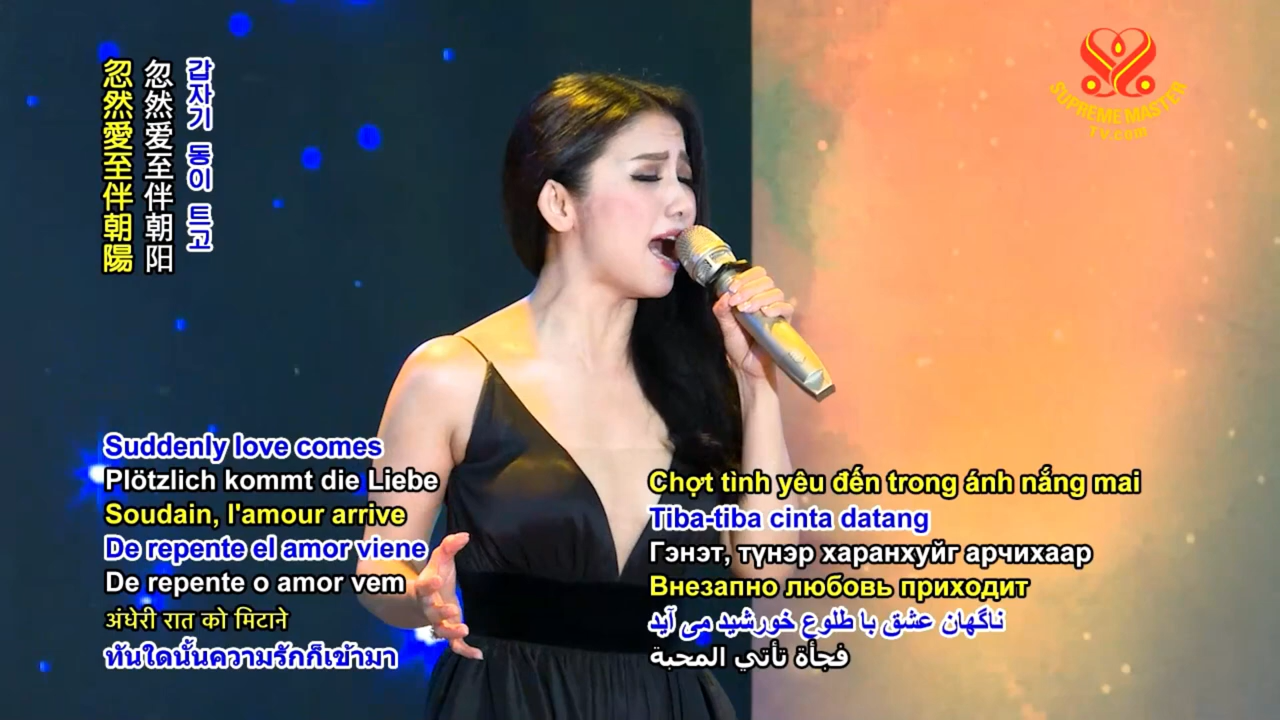 갑자기 동이 트고
忽然爱至伴朝阳
忽然愛至伴朝陽
SUPREME MASTER
TV.com
Suddenly love comes
Plötzlich kommt die Liebe
Soudain, l'amour arrive
De repente el amor viene
De repente o amor vem
अंधेरी रात को मिटाने
ทันใดนั้นความรักก็เข้ามา
Chợt tình yêu đến trong ánh nắng mai
Tiba-tiba cinta datang
Гэнэт, түнэр харанхуйг арчихаар
Внезапно любовь приходит
ناگهان عشق با طلوع خورشید می آید
فجأة تأتي المحبة